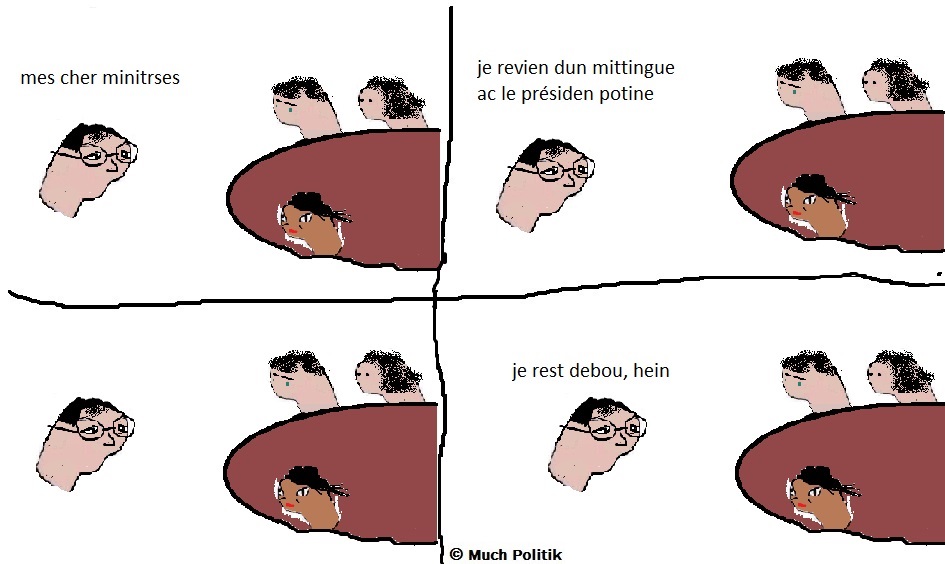 mes cher minitrses
je revien dun mittingue
ac le présiden potine
je rest debou, hein
© Much Politik